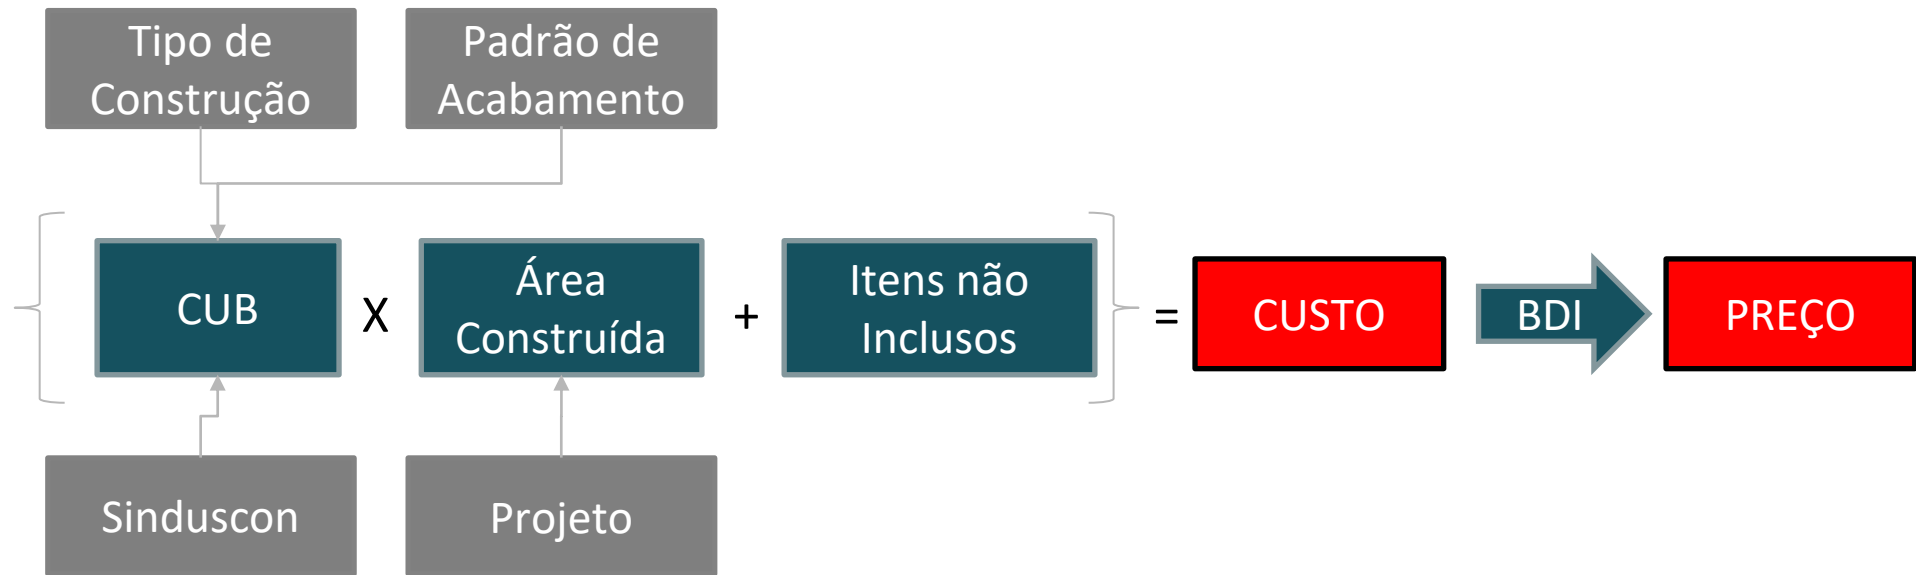 Tipo de
Construção
Padrão de
Acabamento
CUB
X
Área
Construída
+
Itens não
Inclusos
=
CUSTO
BDI
PREÇO
Sinduscon
Projeto